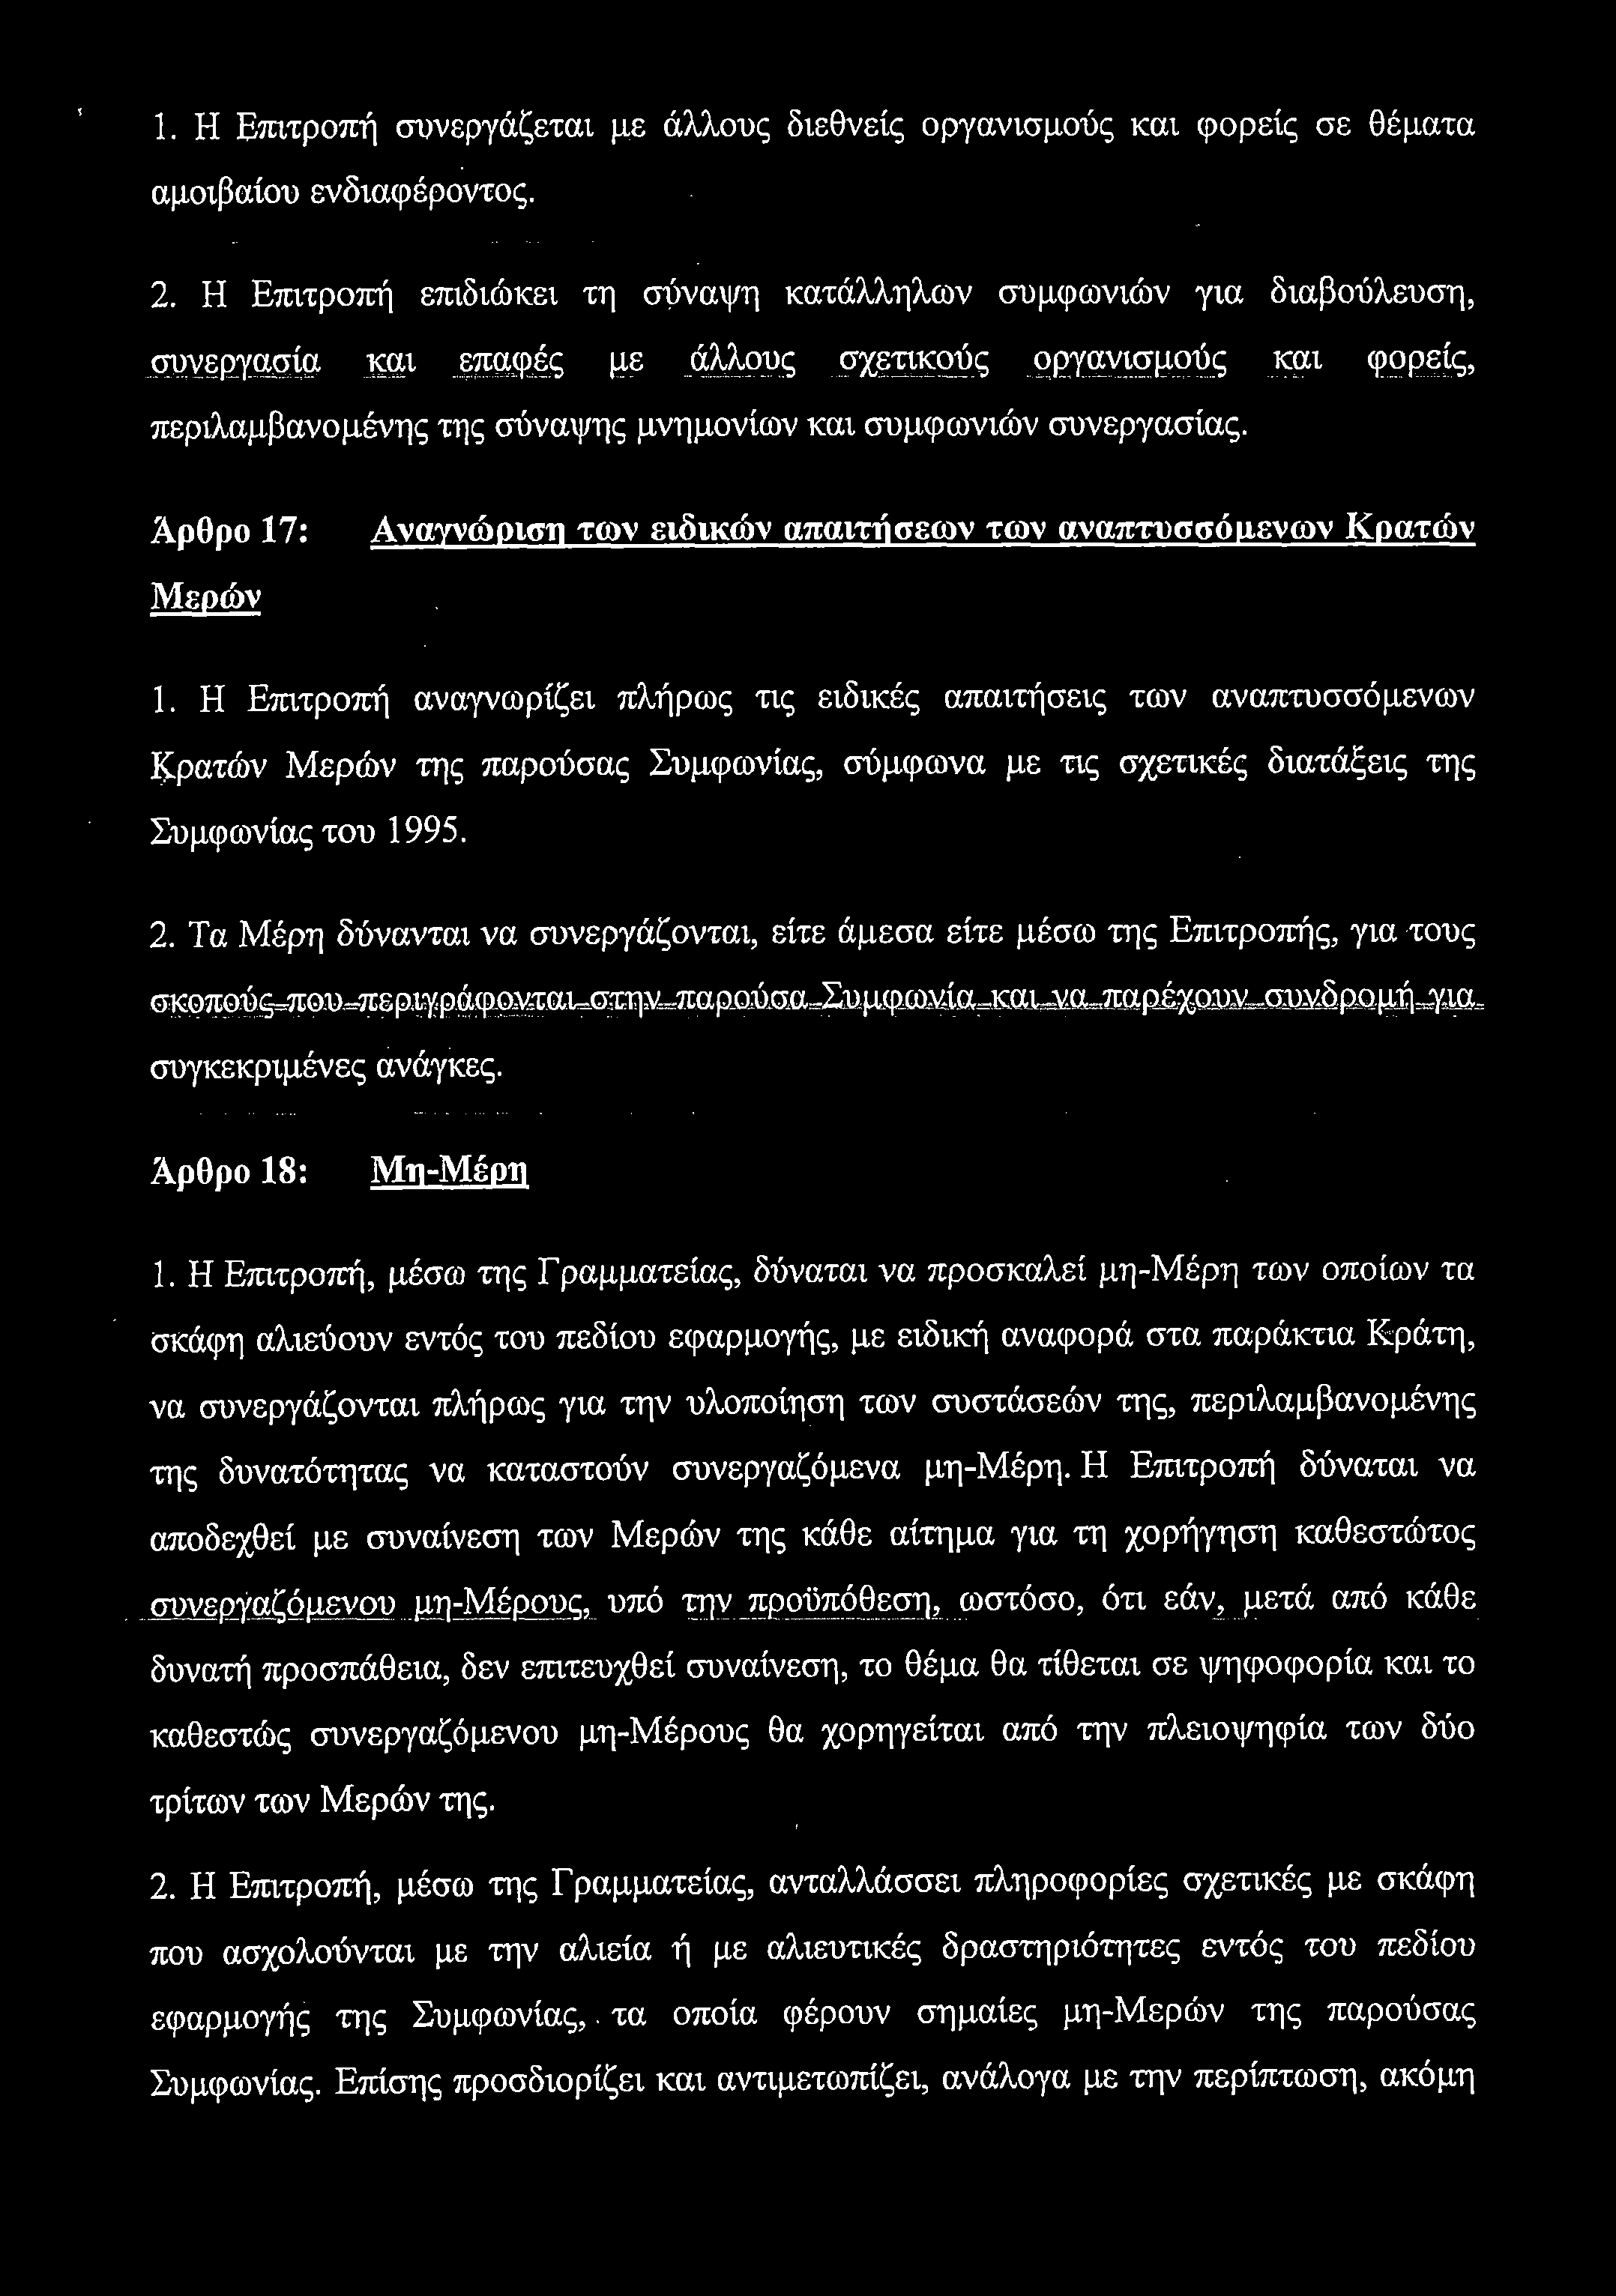 1. Η Επιτροπή συνεργάζεται με άλλους διεθνείς οργανισμούς και φορείς σε θέματα
αμοιβαίου ενδιαφέροντος.
2. Η Επιτροπή επιδιώκει τη σύναψη κατάλληλων συμφωνιών για διαβούλευση,
συνεργασία και επαφές με άλλους σχετικούς οργανισμούς και φορείς,
περιλαμβανομένης της σύναψης μνημονίων και συμφωνιών συνεργασίας.
Άρθρο 17: Αναγνώριση των ειδικών απαιτήσεων των αναπτυσσόμενων Κρατών
Μερών
1. Η Επιτροπή αναγνωρίζει πλήρως τις ειδικές απαιτήσεις των αναπτυσσόμενων
Κρατών Μερών της παρούσας Συμφωνίας, σύμφωνα με τις σχετικές διατάξεις της
Συμφωνίας του 1995.
2. Τα Μέρη δύνανται να συνεργάζονται, είτε άμεσα είτε μέσω της Επιτροπής, για τους
σκοπούς που περιγράφονται στην παρούσα Συμφωνία και να παρέχουν συνδρομή για
συγκεκριμένες ανάγκες.
Άρθρο 18: Μη-Μέρη
1. Η Επιτροπή, μέσω της Γραμματείας, δύναται να προσκαλεί μη-Μέρη των οποίων τα
σκάφη αλιεύουν εντός του πεδίου εφαρμογής, με ειδική αναφορά στα παράκτια Κράτη,
να συνεργάζονται πλήρως για την υλοποίηση των συστάσεών της, περιλαμβανομένης
της δυνατότητας να καταστούν συνεργαζόμενα μη-Μέρη. Η Επιτροπή δύναται να
αποδεχθεί με συναίνεση των Μερών της κάθε αίτημα για τη χορήγηση καθεστώτος
συνεργαζόμενου μη-Μέρους, υπό την προϋπόθεση, ωστόσο, ότι εάν, μετά από κάθε
δυνατή προσπάθεια, δεν επιτευχθεί συναίνεση, το θέμα θα τίθεται σε ψηφοφορία και το
καθεστώς συνεργαζόμενου μη-Μέρους θα χορηγείται από την πλειοψηφία των δύο
τρίτων των Μερών της.
2. Η Επιτροπή, μέσω της Γραμματείας, ανταλλάσσει πληροφορίες σχετικές με σκάφη
που ασχολούνται με την αλιεία ή με αλιευτικές δραστηριότητες εντός του πεδίου
εφαρμογής της Συμφωνίας, τα οποία φέρουν σημαίες μη-Μερών της παρούσας
Συμφωνίας. Επίσης προσδιορίζει και αντιμετωπίζει, ανάλογα με την περίπτωση, ακόμη